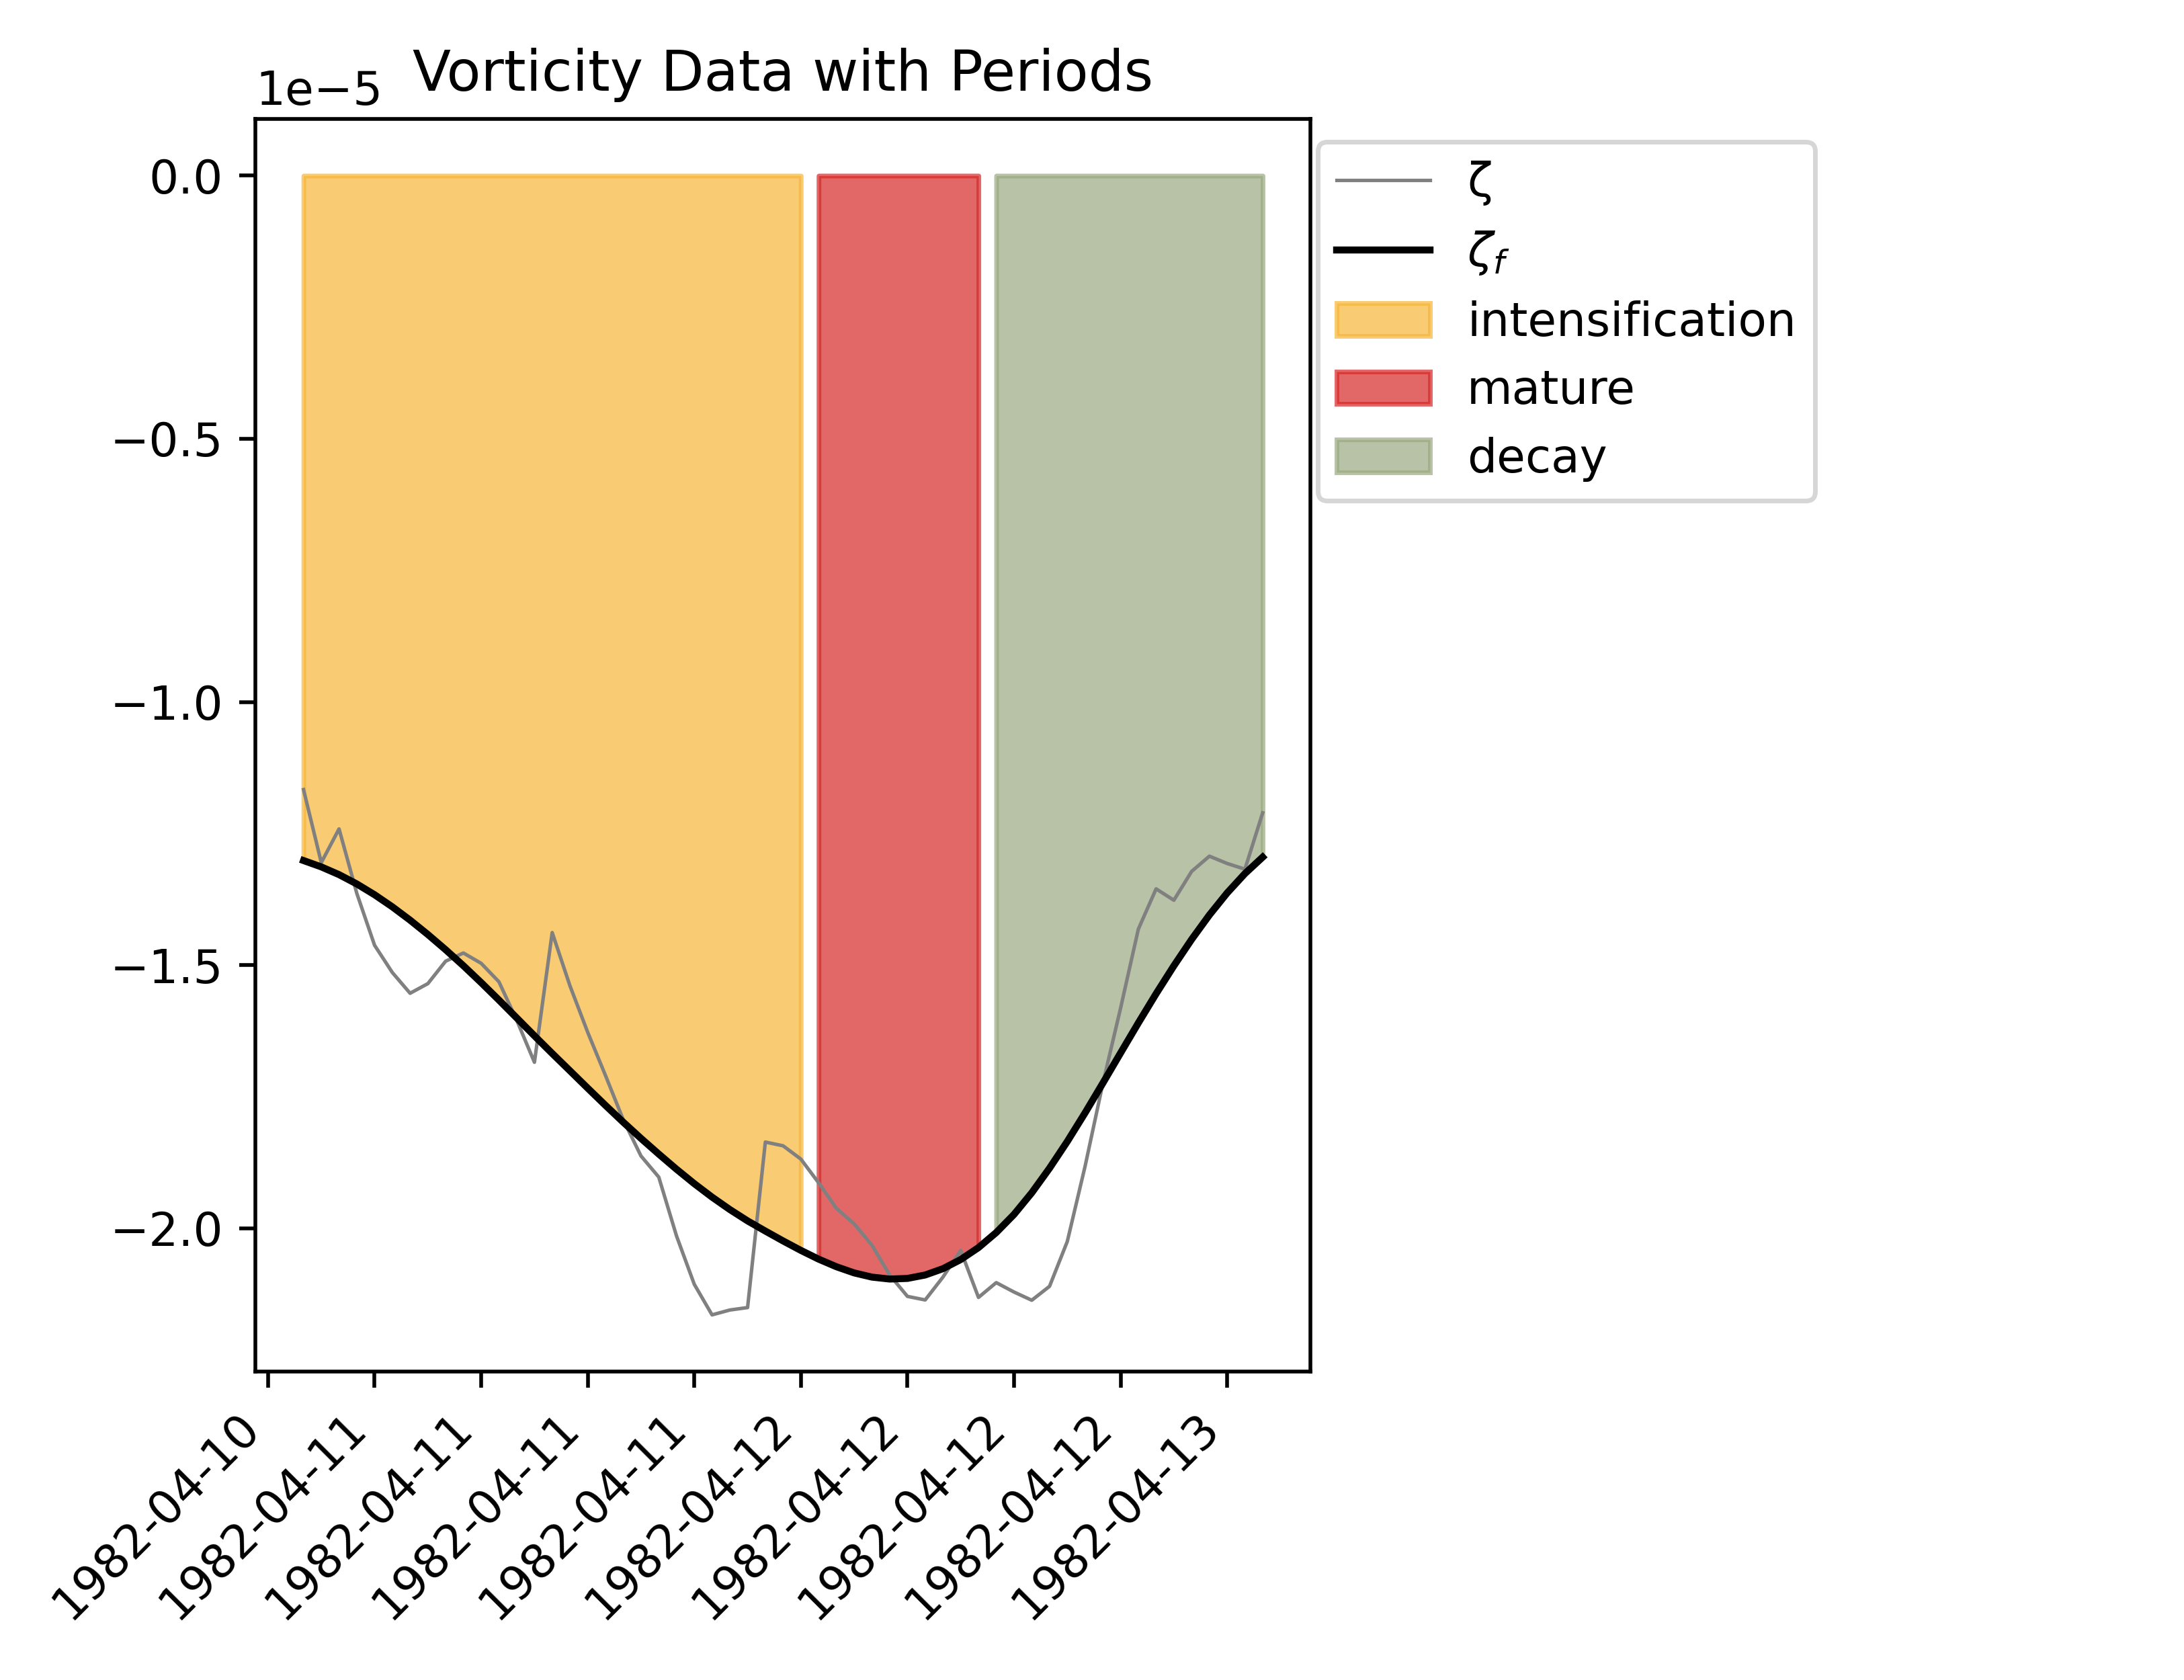 Vorticity Data with Periods
1e−5
0.0
−0.5
−1.0
−1.5
−2.0
1982-04-10
1982-04-11
1982-04-11
1982-04-11
1982-04-11
1982-04-12
1982-04-12
1982-04-12
1982-04-12
1982-04-13
ζ
ζf
intensification
mature
decay